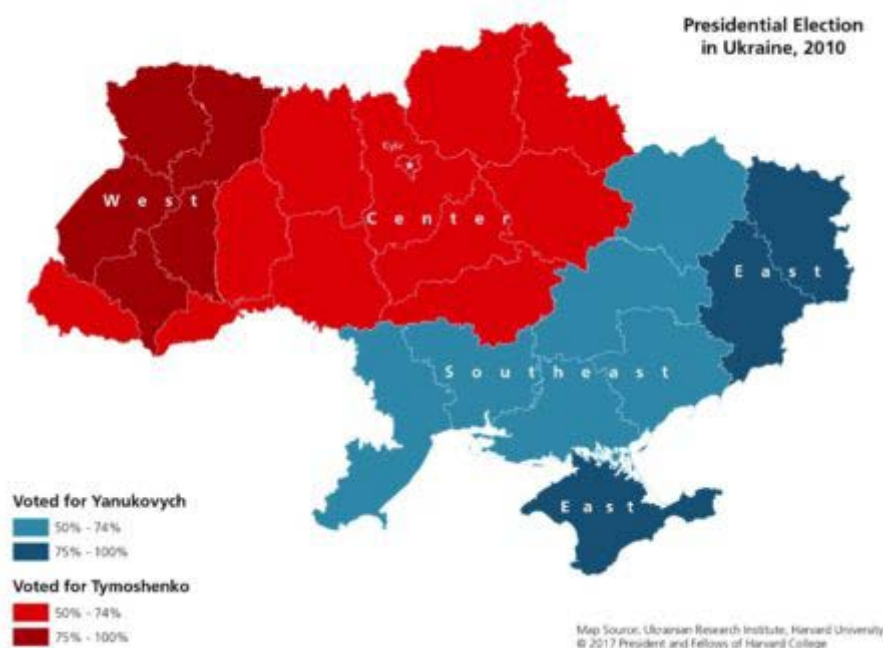 Presidential Election
in Ukraine, 2010
Kyiv
West
Center
East
Southeast
East
Voted for Yanukovych
50% - 74%
75% - 100%
Voted for Tymoshenko
50% - 74%
75% - 100%
Map Source: Ukrainian Research Institute, Harvard University
© 2017 President and Fellows of Harvard College